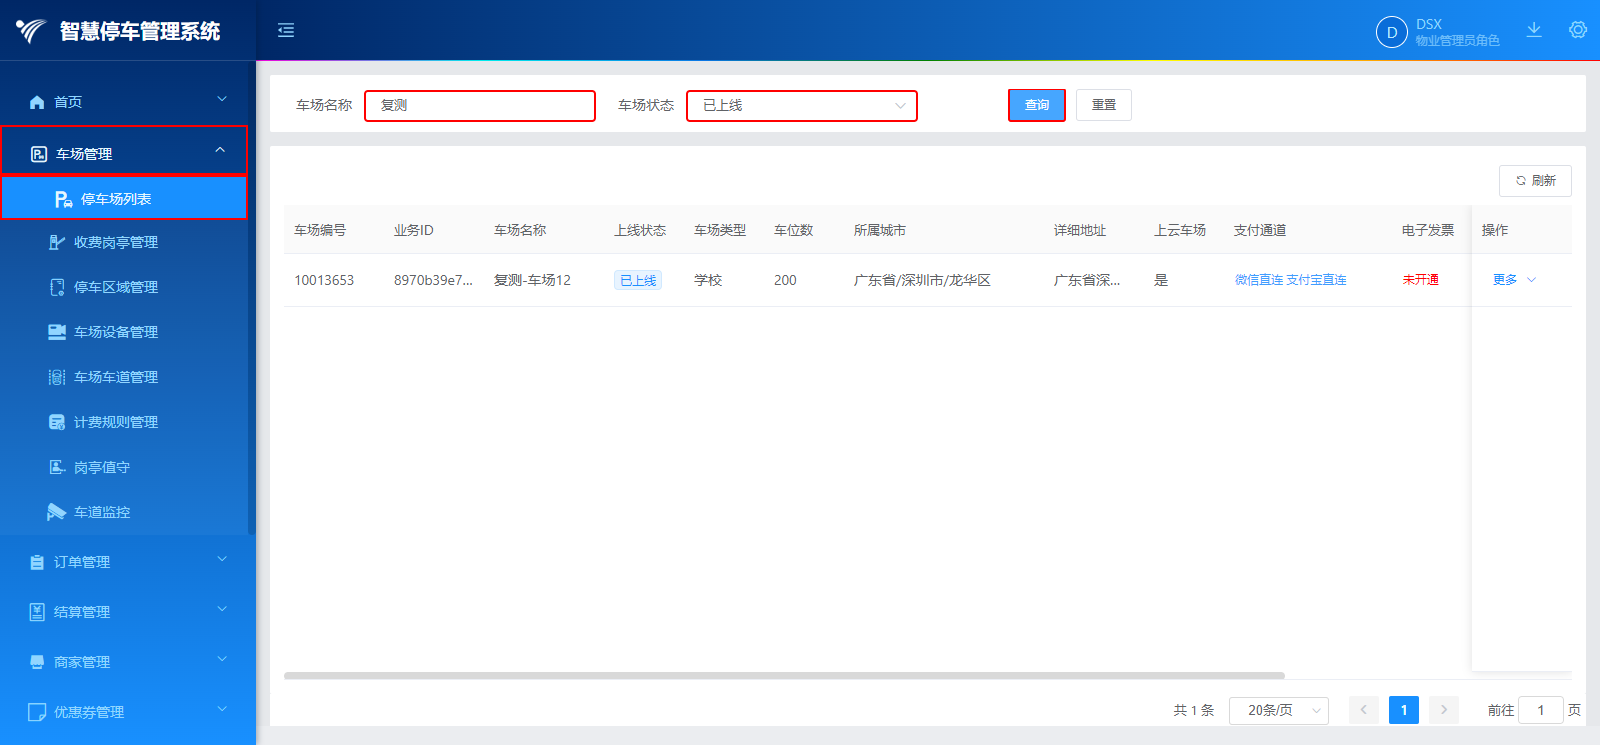 智慧停车管理系统
D
DSX
物业管理员角色
首页
车场管理
停车场列表
收费岗亭管理
停车区域管理
车场设备管理
车场车道管理
计费规则管理
岗亭值守
车道监控
订单管理
结算管理
商家管理
优惠券管理
车场名称 复测 车场状态 已上线 查询 重置
刷新
车场编号 业务ID 车场名称 上线状态 车场类型 车位数 所属城市 详细地址 上云车场 支付通道 电子发票 操作
10013653 8970b39e7... 复测-车场12 已上线 学校 200 广东省/深圳市/龙华区 广东省深... 是 微信直连 支付宝直连 未开通 更多
共 1 条 20条/页 1 前往 1 页